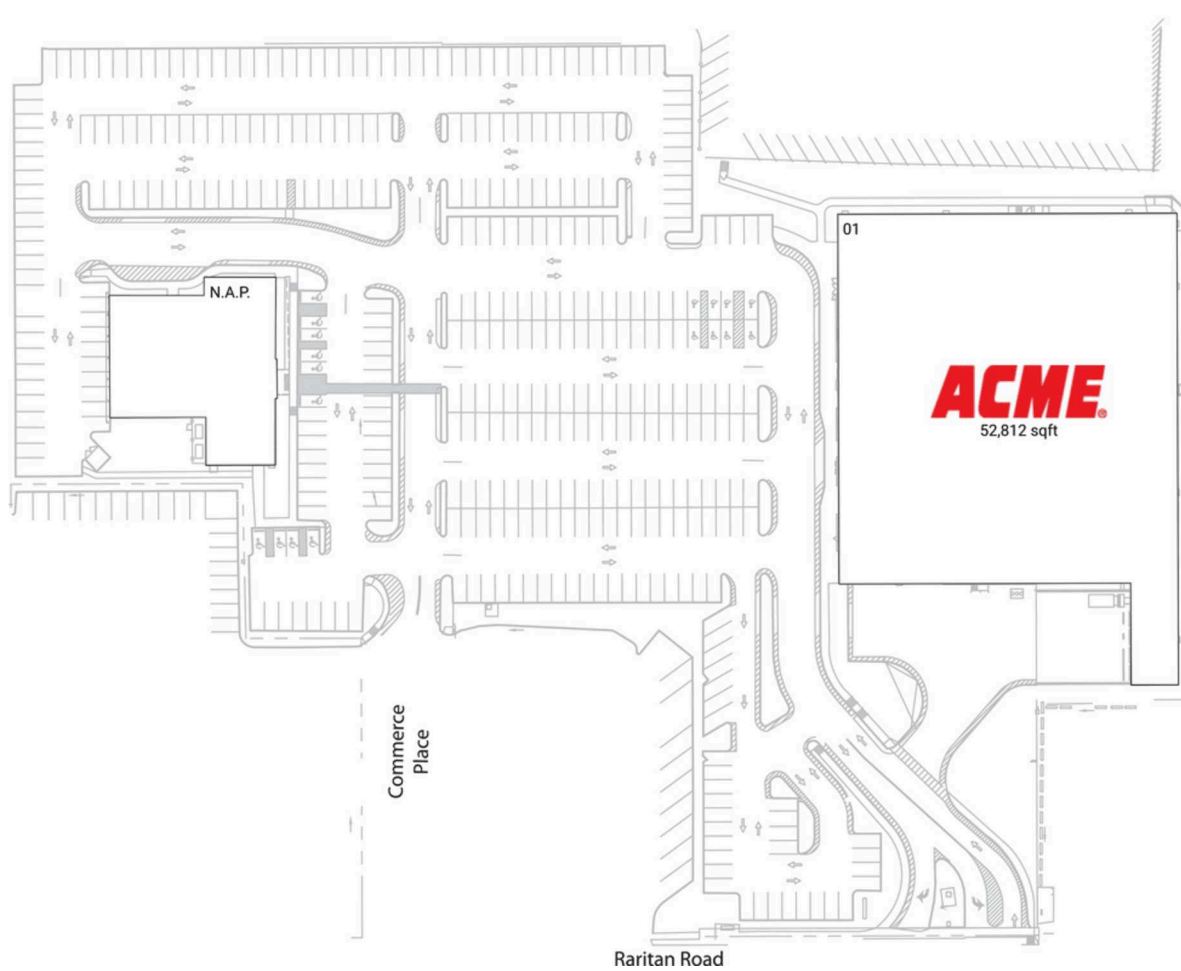 01
N.A.P.
ACME®
52,812 sqft
Commerce
Place
Raritan Road